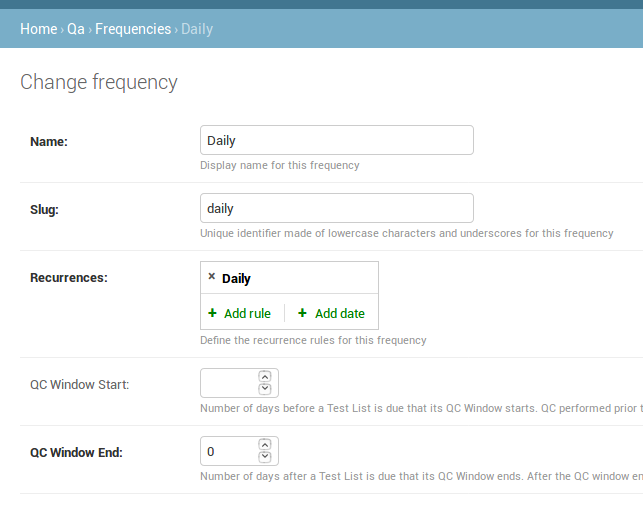 Home › Qa › Frequencies › Daily
Change frequency
Name: Daily
Display name for this frequency
Slug: daily
Unique identifier made of lowercase characters and underscores for this frequency
Recurrences: × Daily
+ Add rule + Add date
Define the recurrence rules for this frequency
QC Window Start:
Number of days before a Test List is due that its QC Window starts. QC performed prior
QC Window End: 0
Number of days after a Test List is due that its QC Window ends. After the QC window